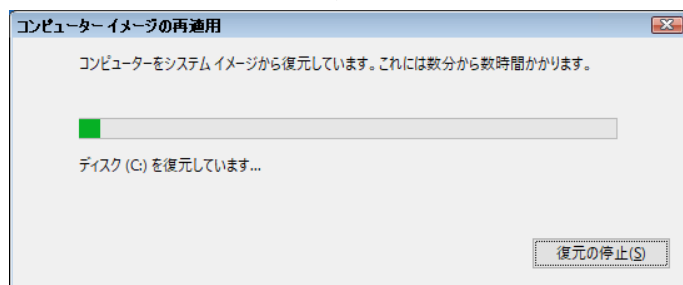 コンピューター イメージの再適用
コンピューターをシステム イメージから復元しています。これには数分から数時間かかります。
ディスク (C:) を復元しています...
復元の停止(S)